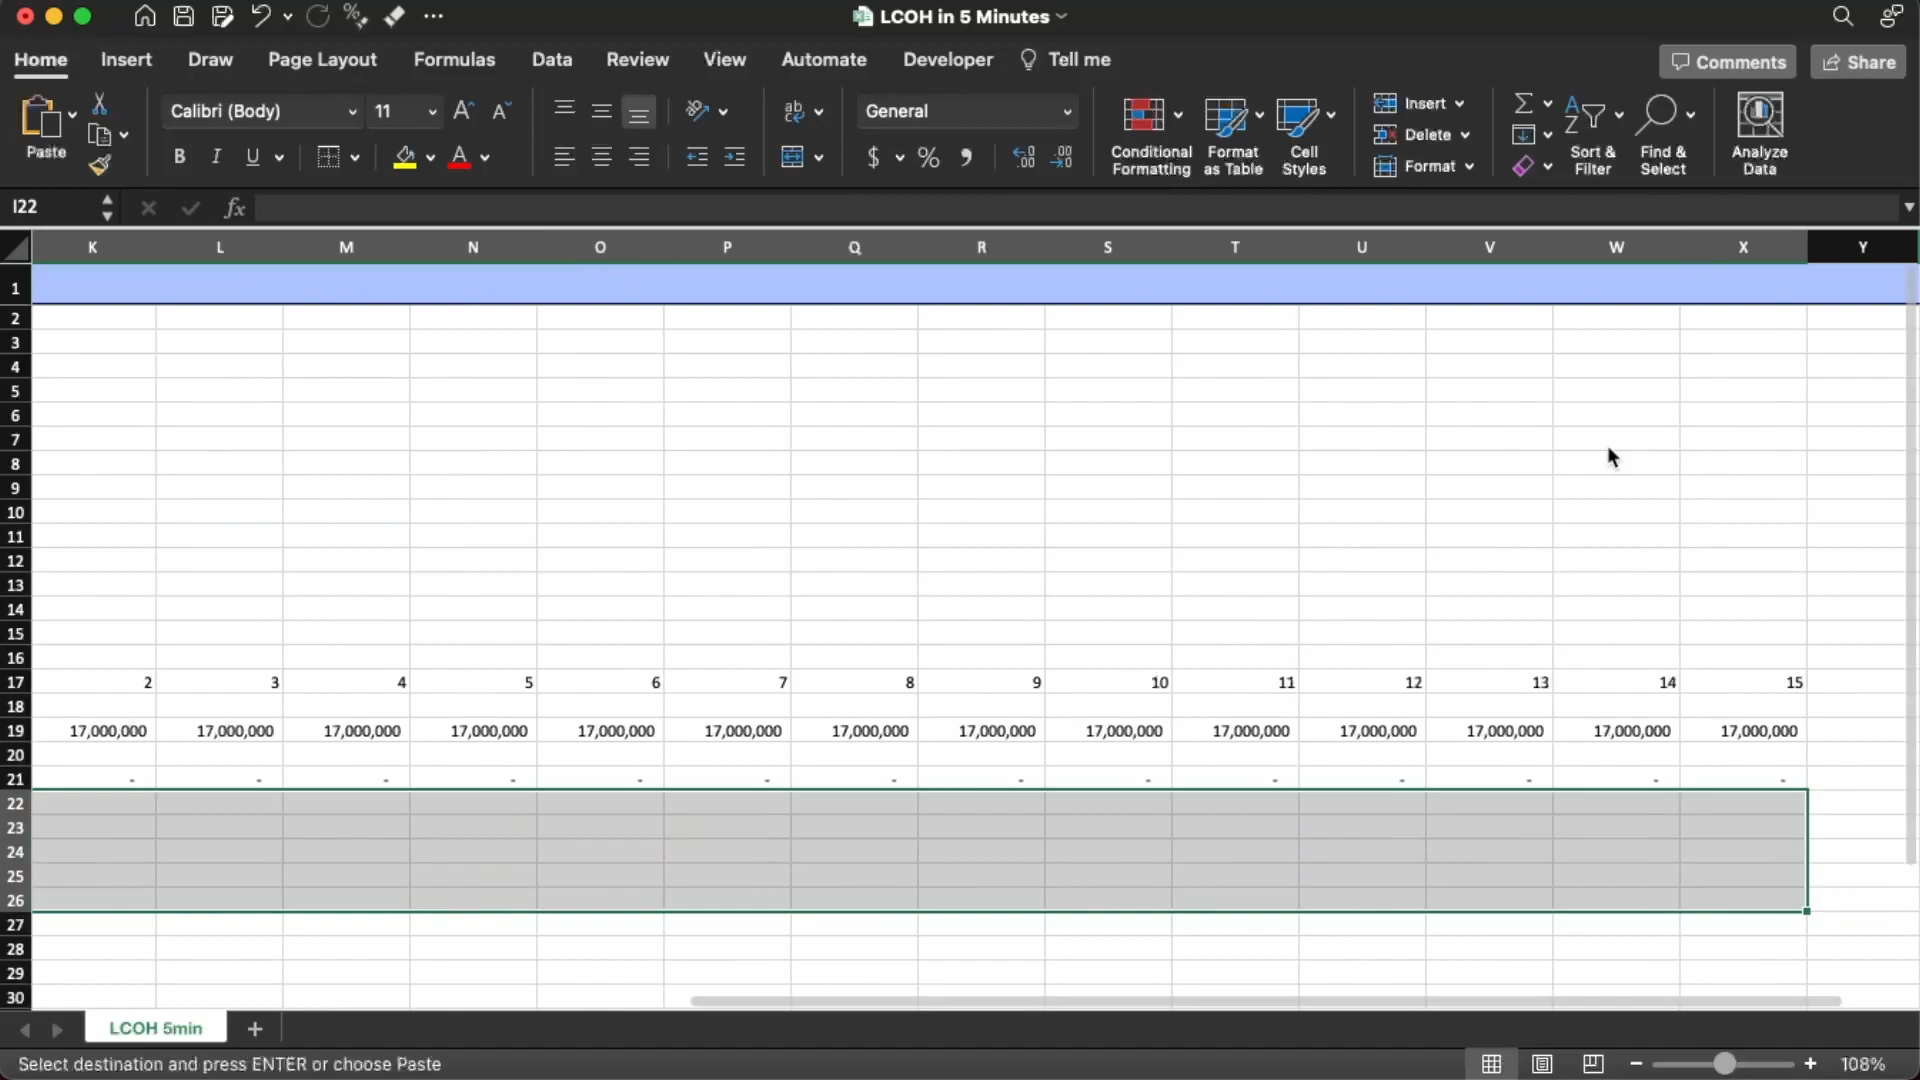 LCOH in 5 Minutes
Home Insert Draw Page Layout Formulas Data Review View Automate Developer Tell me Comments Share
Paste
Calibri (Body) 11
B I U A
ab
General
$ % 9
Conditional Formatting
Format as Table
Cell Styles
Insert
Delete
Format
Sort & Filter
Find & Select
Analyze Data
I22 fx
K L M N O P Q R S T U V W X Y
1
2
3
4
5
6
7
8
9
10
11
12
13
14
15
16
17 2 3 4 5 6 7 8 9 10 11 12 13 14 15
18
19 17,000,000 17,000,000 17,000,000 17,000,000 17,000,000 17,000,000 17,000,000 17,000,000 17,000,000 17,000,000 17,000,000 17,000,000 17,000,000 17,000,000
20
21 - - - - - - - - - - - - - -
22
23
24
25
26
27
28
29
30
LCOH 5min +
Select destination and press ENTER or choose Paste 108%